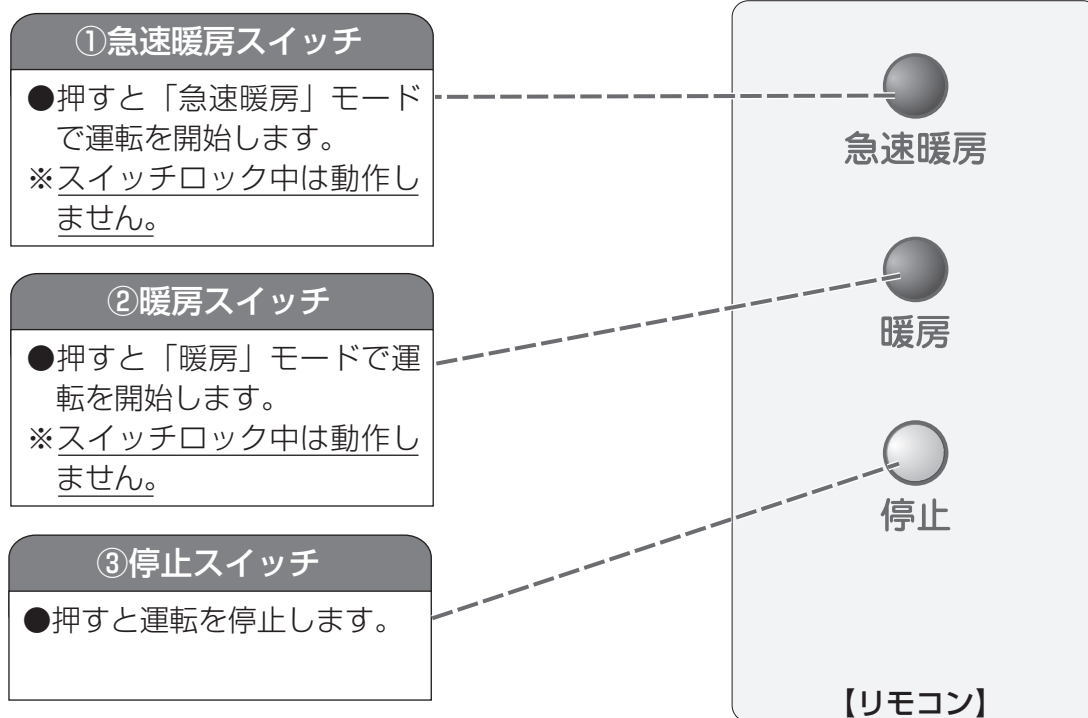 ①急速暖房スイッチ
●押すと「急速暖房」モード
で運転を開始します。
※スイッチロック中は動作し
ません。
②暖房スイッチ
●押すと「暖房」モードで運
転を開始します。
※スイッチロック中は動作し
ません。
③停止スイッチ
●押すと運転を停止します。
急速暖房
暖房
停止
【リモコン】